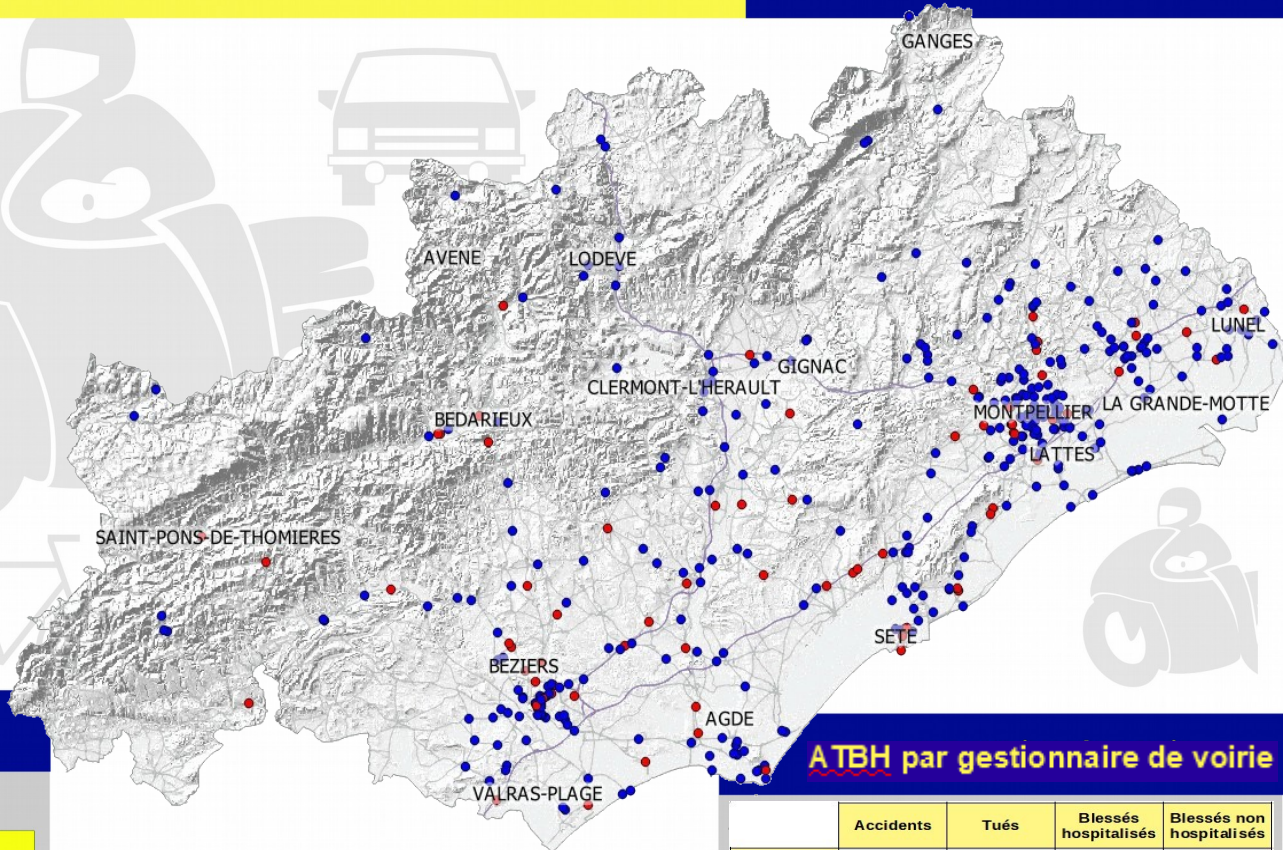 GANGES
AVENE
LODEVE
LUNEL
GIGNAC
CLERMONT-L'HERAULT
LA GRANDE-MOTTE
MONTPELLIER
BEDARIEUX
LATTES
SAINT-PONS-DE-THOMIERES
SETE
BEZIERS
AGDE
ATBH par gestionnaire de voirie
VALRAS-PLAGE
Accidents
Tués
Blessés
hospitalisés
Blessés non
hospitalisés